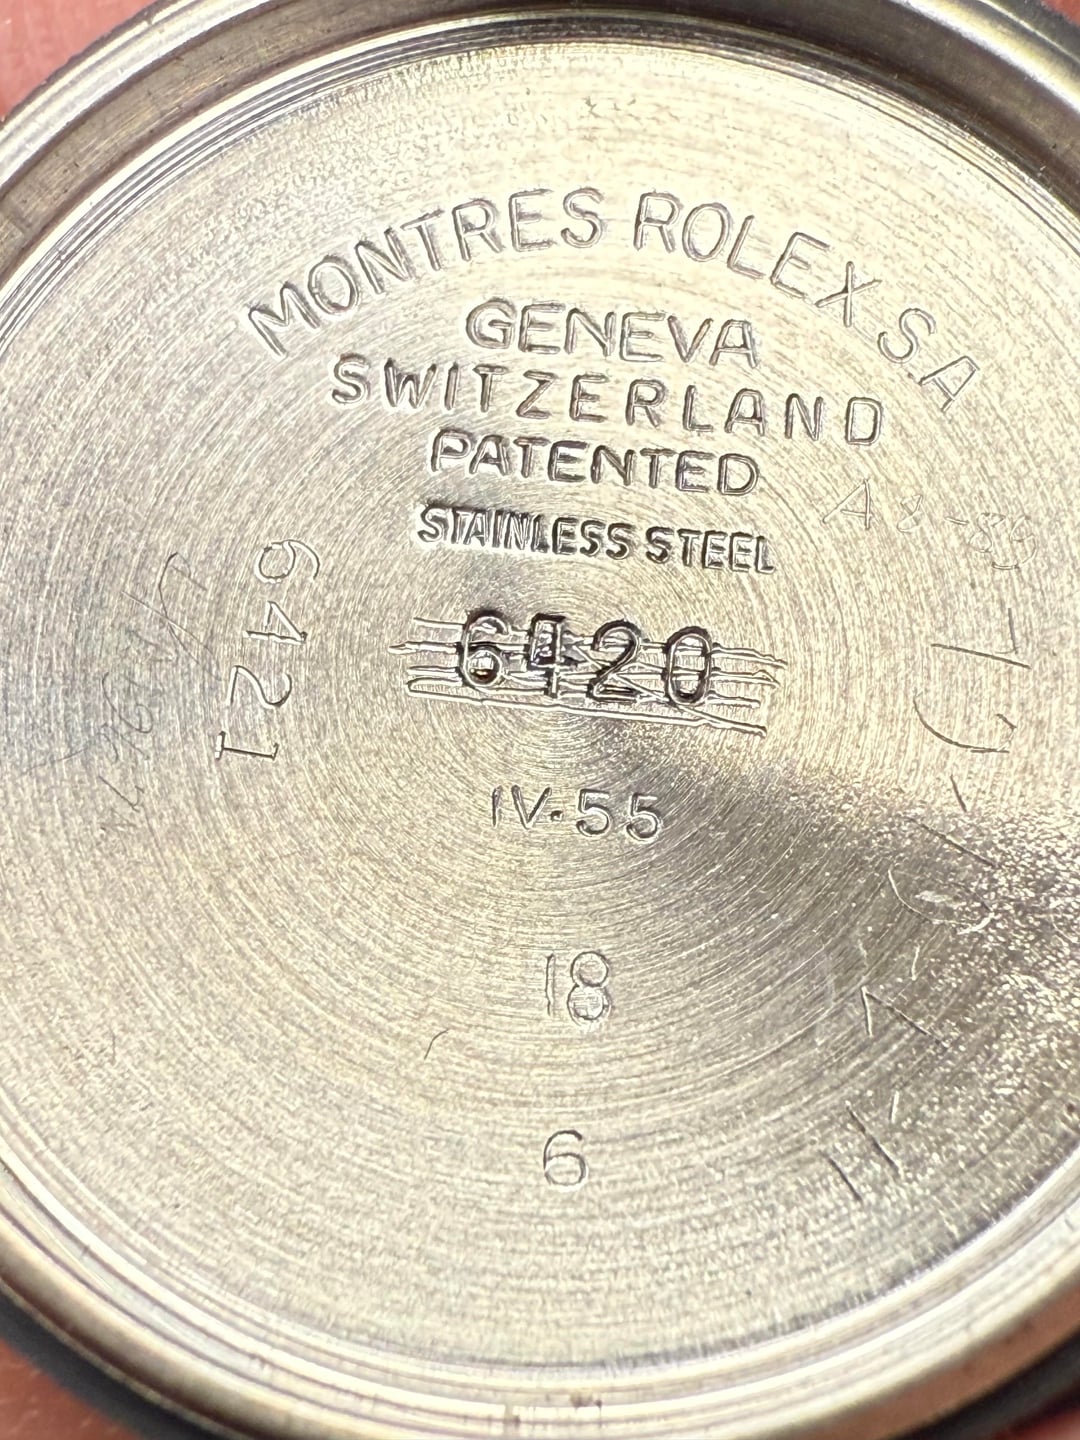 MONTRES ROLEX.S.A
GENEVA
SWITZERLAND
PATENTED
STAINLESS STEEL
6420
6421
IV.55
18
6